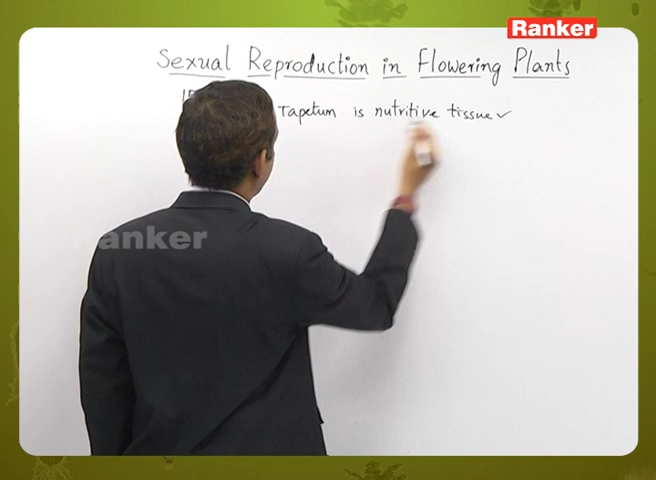 Ranker
Sexual Reproduction in Flowering Plants
Tapetum is nutritive tissue ✓
Ranker